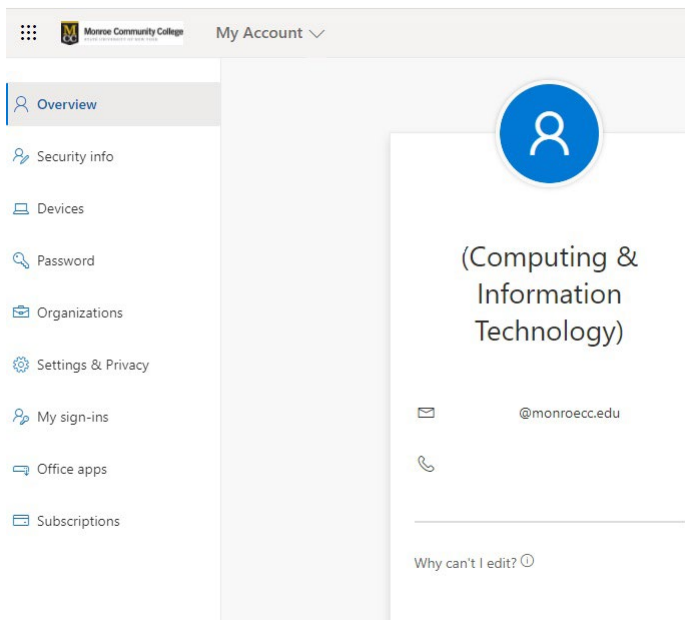 MCC
Monroe Community College
My Account
Overview
Security info
Devices
Password
Organizations
Settings & Privacy
My sign-ins
Office apps
Subscriptions
(Computing &
Information
Technology)
@monroecc.edu
Why can't I edit?